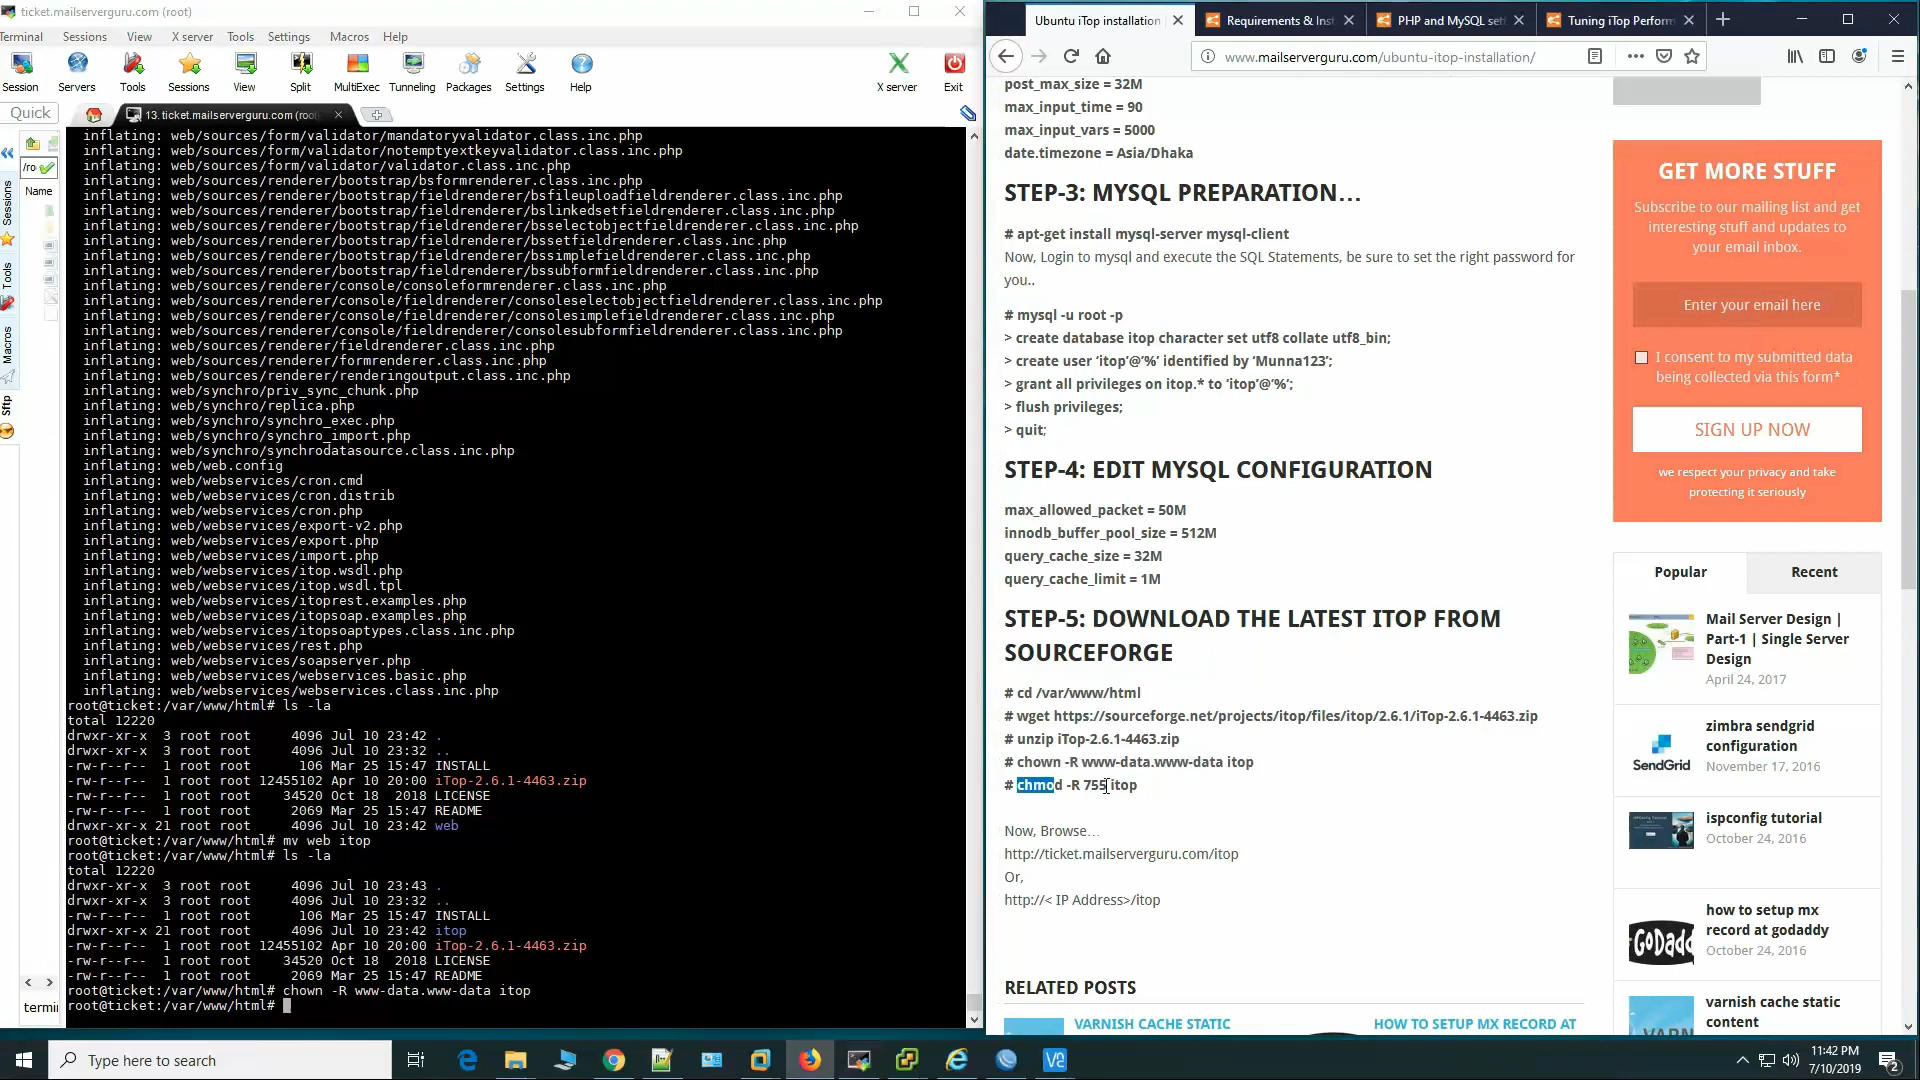 ticket.mailserverguru.com (root)
Terminal Sessions View X server Tools Settings Macros Help
Session Servers Tools Sessions View Split MultiExec Tunneling Packages Settings Help X server Exit
Quick
13. ticket.mailserverguru.com (root
/ro
Name
Sessions
Tools
Macros
Sftp
termin
inflating: web/sources/form/validator/mandatoryvalidator.class.inc.php
inflating: web/sources/form/validator/notemptyextkeyvalidator.class.inc.php
inflating: web/sources/form/validator/validator.class.inc.php
inflating: web/sources/renderer/bootstrap/bsformrenderer.class.inc.php
inflating: web/sources/renderer/bootstrap/fieldrenderer/bsfileuploadfieldrenderer.class.inc.php
inflating: web/sources/renderer/bootstrap/fieldrenderer/bslinkedsetfieldrenderer.class.inc.php
inflating: web/sources/renderer/bootstrap/fieldrenderer/bsselectobjectfieldrenderer.class.inc.php
inflating: web/sources/renderer/bootstrap/fieldrenderer/bssetfieldrenderer.class.inc.php
inflating: web/sources/renderer/bootstrap/fieldrenderer/bssimplefieldrenderer.class.inc.php
inflating: web/sources/renderer/bootstrap/fieldrenderer/bssubformfieldrenderer.class.inc.php
inflating: web/sources/renderer/console/consoleformrenderer.class.inc.php
inflating: web/sources/renderer/console/fieldrenderer/consoleselectobjectfieldrenderer.class.inc.php
inflating: web/sources/renderer/console/fieldrenderer/consolesimplefieldrenderer.class.inc.php
inflating: web/sources/renderer/console/fieldrenderer/consolesubformfieldrenderer.class.inc.php
inflating: web/sources/renderer/fieldrenderer.class.inc.php
inflating: web/sources/renderer/formrenderer.class.inc.php
inflating: web/sources/renderer/renderingoutput.class.inc.php
inflating: web/synchro/priv_sync_chunk.php
inflating: web/synchro/replica.php
inflating: web/synchro/synchro_exec.php
inflating: web/synchro/synchro_import.php
inflating: web/synchro/synchrodatasource.class.inc.php
inflating: web/web.config
inflating: web/webservices/cron.cmd
inflating: web/webservices/cron.distrib
inflating: web/webservices/cron.php
inflating: web/webservices/export-v2.php
inflating: web/webservices/export.php
inflating: web/webservices/import.php
inflating: web/webservices/itop.wsdl.php
inflating: web/webservices/itop.wsdl.tpl
inflating: web/webservices/itoprest.examples.php
inflating: web/webservices/itopsoap.examples.php
inflating: web/webservices/itopsoaptypes.class.inc.php
inflating: web/webservices/rest.php
inflating: web/webservices/soapserver.php
inflating: web/webservices/webservices.basic.php
inflating: web/webservices/webservices.class.inc.php
root@ticket:/var/www/html# ls -la
total 12220
drwxr-xr-x 3 root root 4096 Jul 10 23:42 .
drwxr-xr-x 3 root root 4096 Jul 10 23:32 ..
-rw-r--r-- 1 root root 106 Mar 25 15:47 INSTALL
-rw-r--r-- 1 root root 12455102 Apr 10 20:00 iTop-2.6.1-4463.zip
-rw-r--r-- 1 root root 34520 Oct 18 2018 LICENSE
-rw-r--r-- 1 root root 2069 Mar 25 15:47 README
drwxr-xr-x 21 root root 4096 Jul 10 23:42 web
root@ticket:/var/www/html# mv web itop
root@ticket:/var/www/html# ls -la
total 12220
drwxr-xr-x 3 root root 4096 Jul 10 23:43 .
drwxr-xr-x 3 root root 4096 Jul 10 23:32 ..
-rw-r--r-- 1 root root 106 Mar 25 15:47 INSTALL
drwxr-xr-x 21 root root 4096 Jul 10 23:42 itop
-rw-r--r-- 1 root root 12455102 Apr 10 20:00 iTop-2.6.1-4463.zip
-rw-r--r-- 1 root root 34520 Oct 18 2018 LICENSE
-rw-r--r-- 1 root root 2069 Mar 25 15:47 README
root@ticket:/var/www/html# chown -R www-data.www-data itop
root@ticket:/var/www/html#
Ubuntu iTop installation Requirements & Inst PHP and MySQL set Tuning iTop Perform
www.mailserverguru.com/ubuntu-itop-installation/
post_max_size = 32M
max_input_time = 90
max_input_vars = 5000
date.timezone = Asia/Dhaka
STEP-3: MYSQL PREPARATION…
# apt-get install mysql-server mysql-client
Now, Login to mysql and execute the SQL Statements, be sure to set the right password for
you..
# mysql -u root -p
> create database itop character set utf8 collate utf8_bin;
> create user ‘itop’@’%’ identified by ‘Munna123’;
> grant all privileges on itop.* to ‘itop’@’%’;
> flush privileges;
> quit;
STEP-4: EDIT MYSQL CONFIGURATION
max_allowed_packet = 50M
innodb_buffer_pool_size = 512M
query_cache_size = 32M
query_cache_limit = 1M
STEP-5: DOWNLOAD THE LATEST ITOP FROM
SOURCEFORGE
# cd /var/www/html
# wget https://sourceforge.net/projects/itop/files/itop/2.6.1/iTop-2.6.1-4463.zip
# unzip iTop-2.6.1-4463.zip
# chown -R www-data.www-data itop
# chmod -R 755 itop
Now, Browse…
http://ticket.mailserverguru.com/itop
Or,
http://< IP Address>/itop
RELATED POSTS
VARNISH CACHE STATIC
HOW TO SETUP MX RECORD AT
GET MORE STUFF
Subscribe to our mailing list and get
interesting stuff and updates to
your email inbox.
Enter your email here
I consent to my submitted data
being collected via this form*
SIGN UP NOW
we respect your privacy and take
protecting it seriously
Popular Recent
Mail Server Design |
Part-1 | Single Server
Design
April 24, 2017
zimbra sendgrid
configuration
November 17, 2016
SendGrid
ispconfig tutorial
October 24, 2016
how to setup mx
record at godaddy
October 24, 2016
GoDadd
varnish cache static
content
VARN
Type here to search
11:42 PM
7/10/2019
2